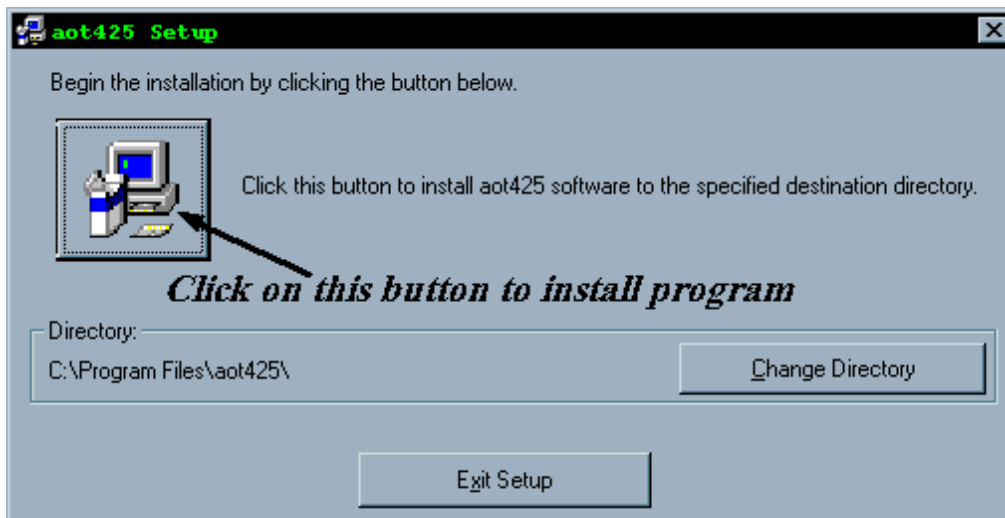 aot425 Setup
Begin the installation by clicking the button below.
Click this button to install aot425 software to the specified destination directory.
Click on this button to install program
Directory:
C:\Program Files\aot425\
Change Directory
Exit Setup